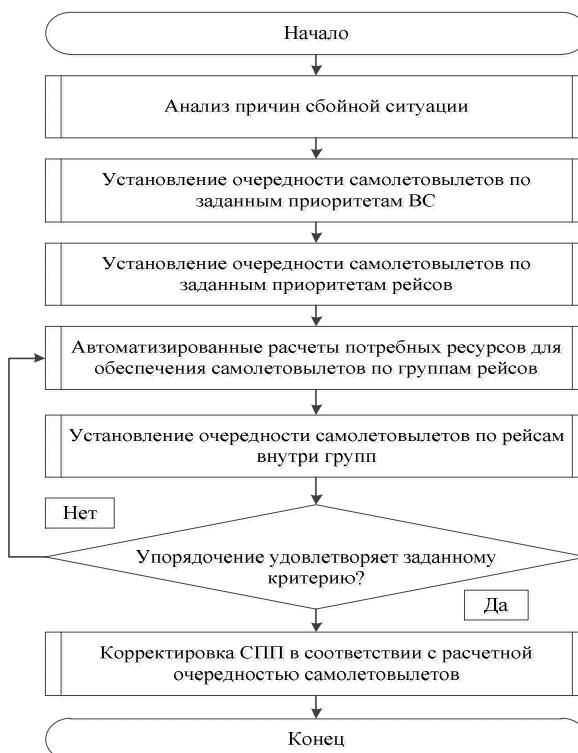 Начало
Анализ причин сбойной ситуации
Установление очередности самолетовылетов по
заданным приоритетам ВС
Установление очередности самолетовылетов по
заданным приоритетам рейсов
Автоматизированные расчеты потребных ресурсов для
обеспечения самолетовылетов по группам рейсов
Установление очередности самолетовылетов по рейсам
внутри групп
Нет
Упорядочение удовлетворяет заданному
критерию?
Да
Корректировка СПП в соответствии с расчетной
очередностью самолетовылетов
Конец